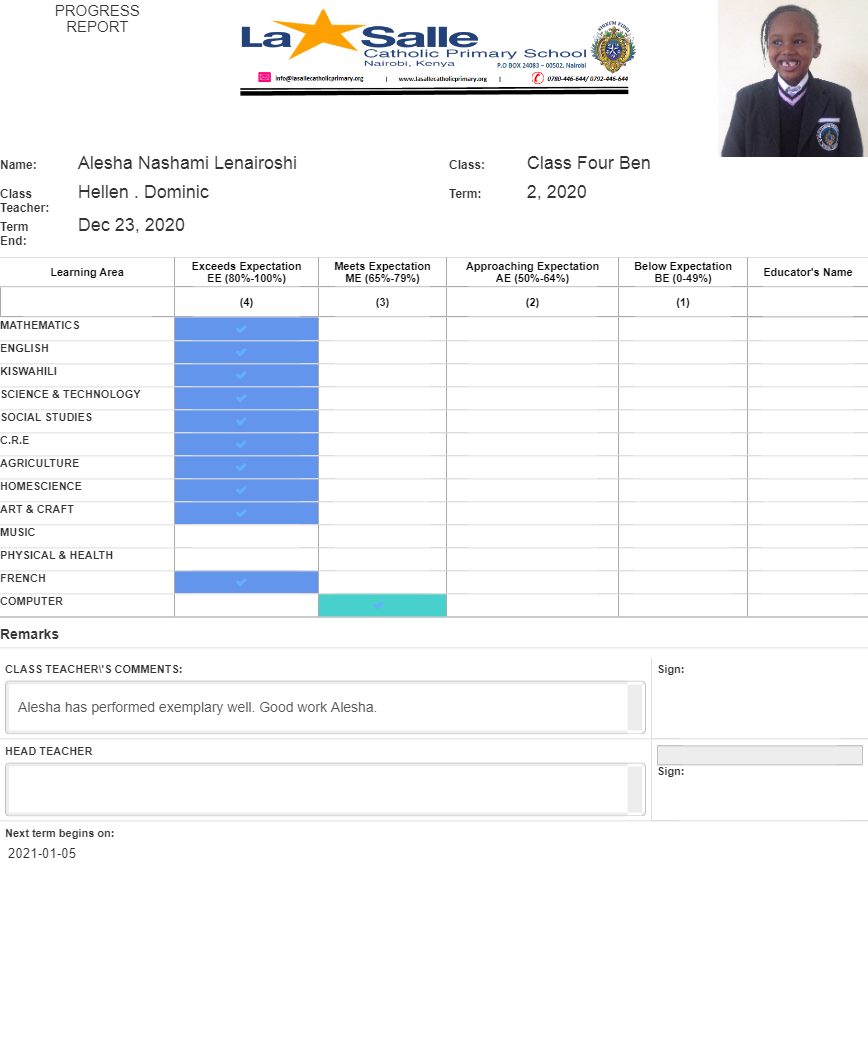 PROGRESS
REPORT
La Salle
Catholic Primary School
Nairobi, Kenya
P.O BOX 24083 – 00502, Nairobi
info@lasallecatholicprimary.org | www.lasallecatholicprimary.org | 0780-446-644/ 0792-446-644
Name: Alesha Nashami Lenairoshi Class: Class Four Ben
Class Teacher: Hellen . Dominic Term: 2, 2020
Term End: Dec 23, 2020
Learning Area Exceeds Expectation EE (80%-100%) Meets Expectation ME (65%-79%) Approaching Expectation AE (50%-64%) Below Expectation BE (0-49%) Educator's Name
(4) (3) (2) (1)
MATHEMATICS
ENGLISH
KISWAHILI
SCIENCE & TECHNOLOGY
SOCIAL STUDIES
C.R.E
AGRICULTURE
HOMESCIENCE
ART & CRAFT
MUSIC
PHYSICAL & HEALTH
FRENCH
COMPUTER
Remarks
CLASS TEACHER\'S COMMENTS: Sign:
Alesha has performed exemplary well. Good work Alesha.
HEAD TEACHER
Sign:
Next term begins on:
2021-01-05